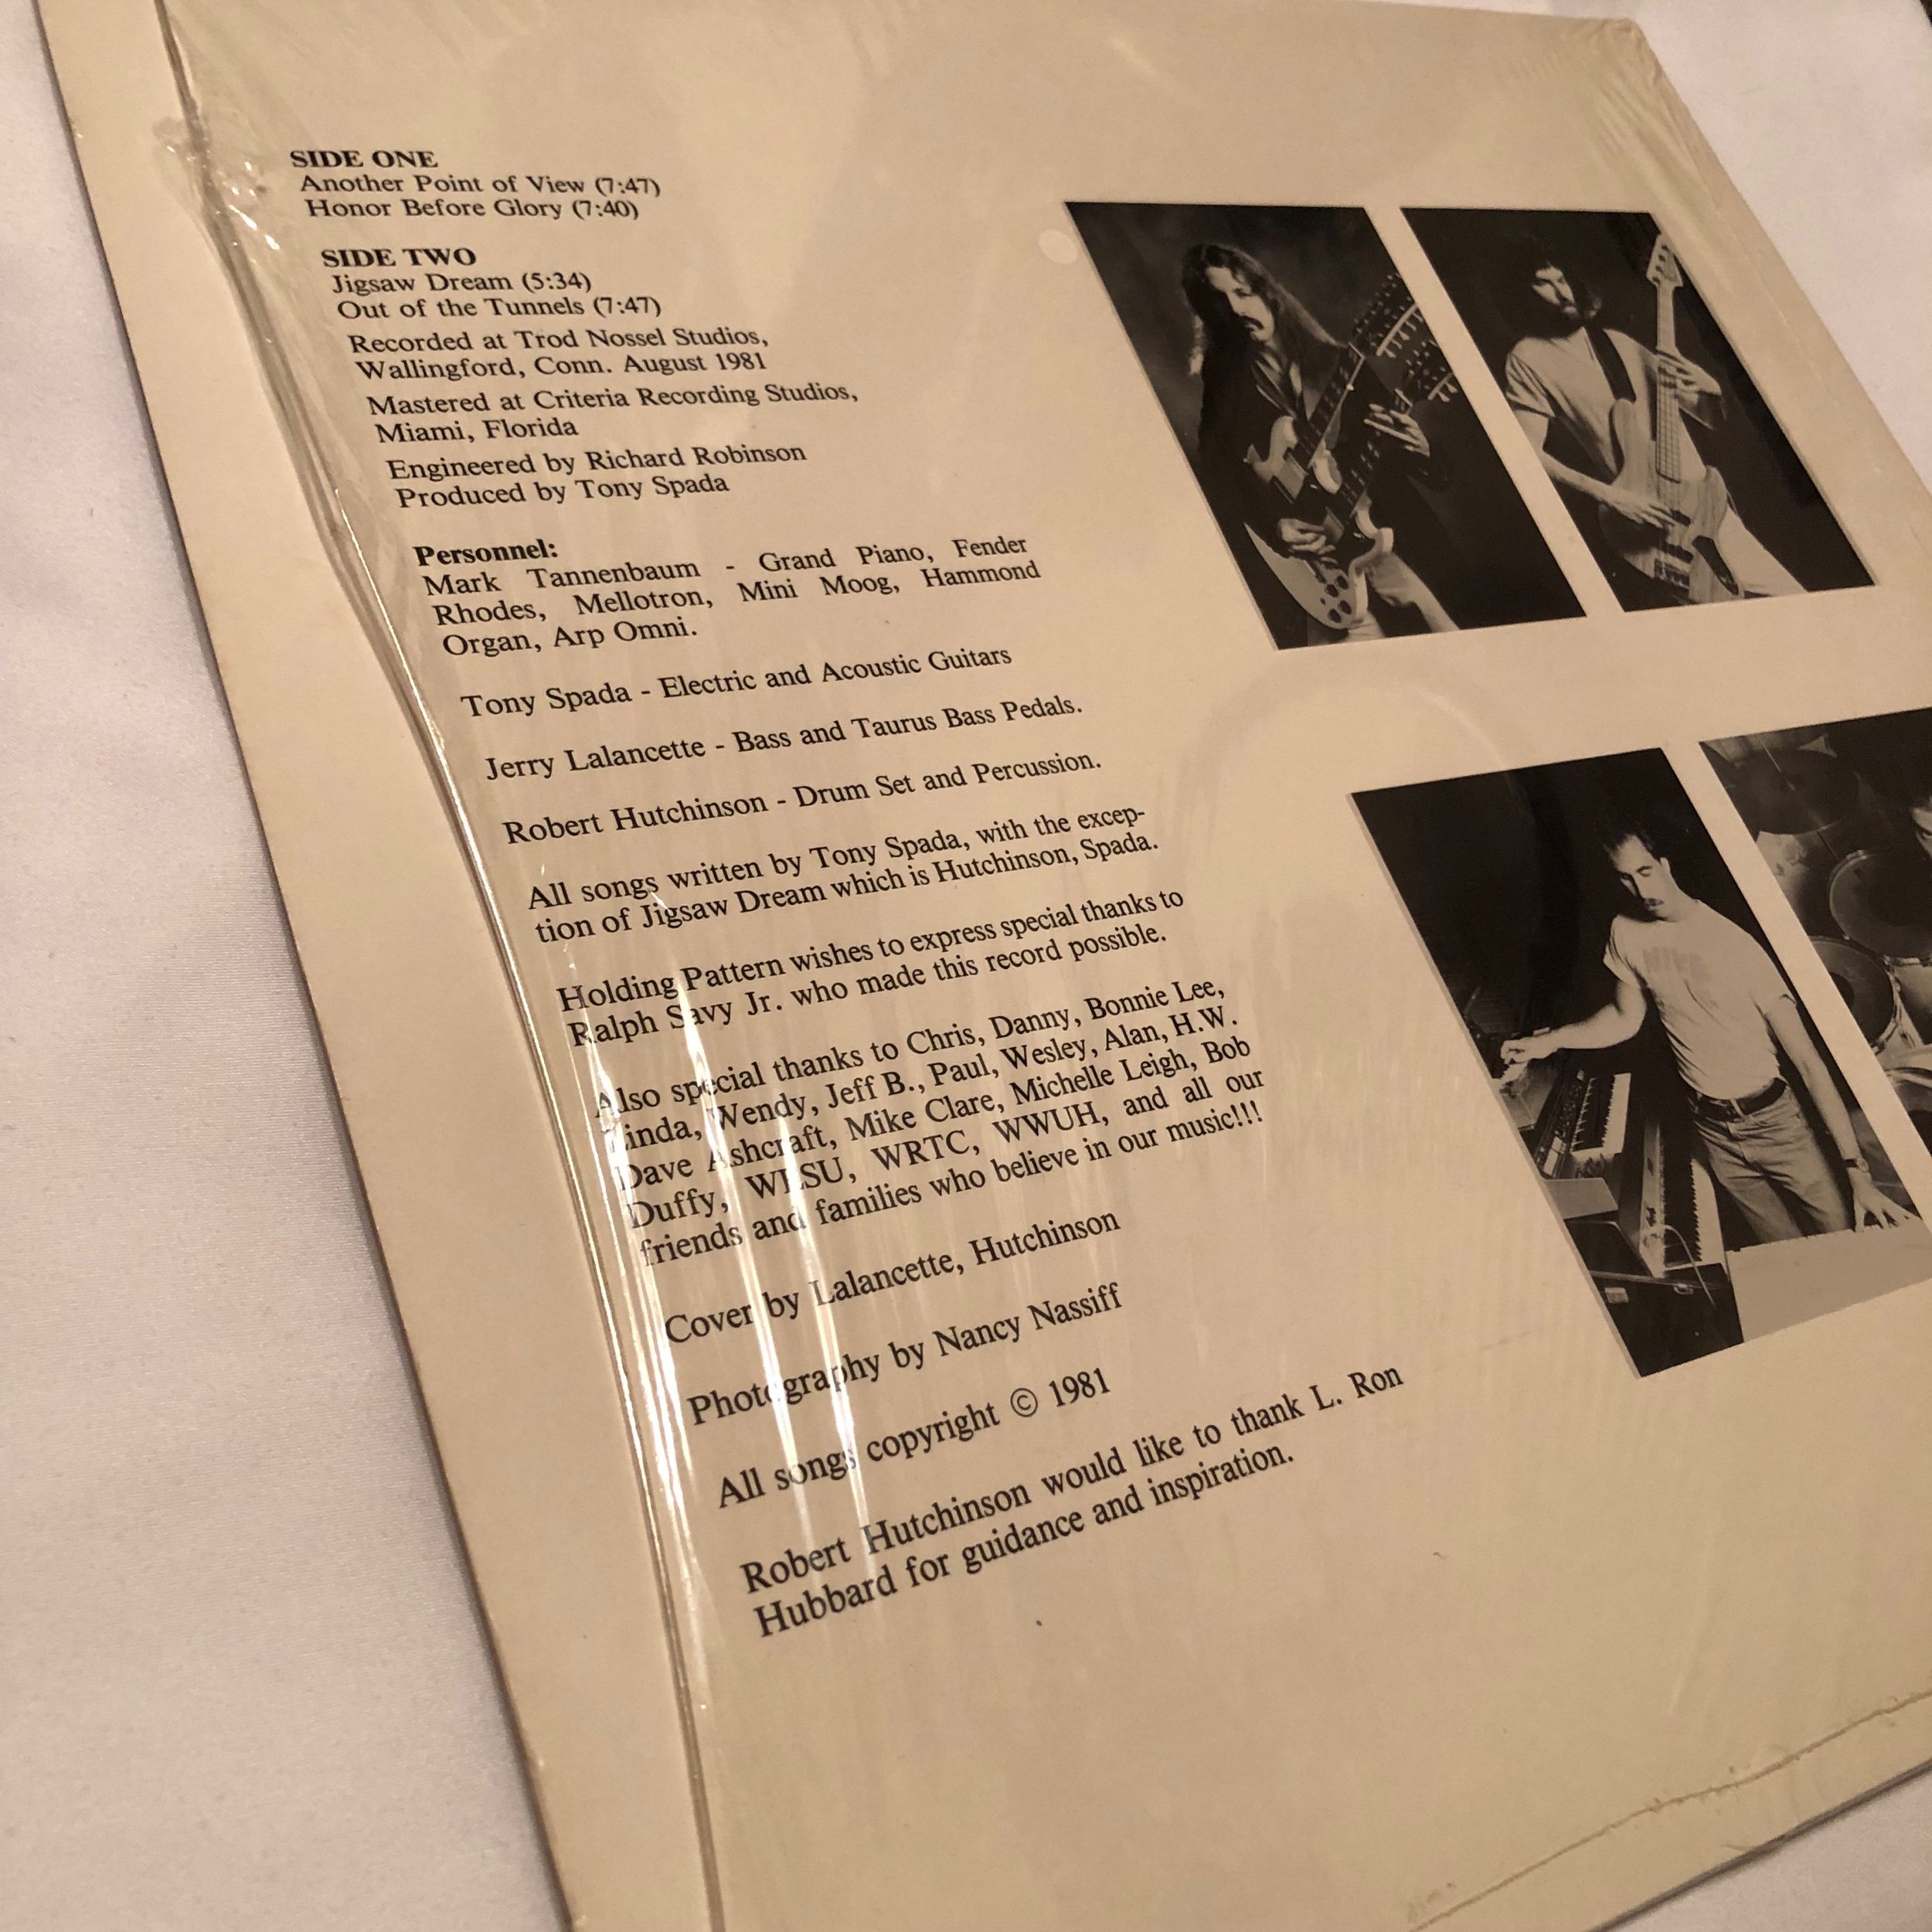 SIDE ONE
Another Point of View (7:47)
Honor Before Glory (7:40)
SIDE TWO
Jigsaw Dream (5:34)
Out of the Tunnels (7:47)
Recorded at Trod Nossel Studios,
Wallingford, Conn. August 1981
Mastered at Criteria Recording Studios,
Miami, Florida
Engineered by Richard Robinson
Produced by Tony Spada
Personnel:
Mark Tannenbaum - Grand Piano, Fender
Rhodes, Mellotron, Mini Moog, Hammond
Organ, Arp Omni.
Tony Spada - Electric and Acoustic Guitars
Jerry Lalancette - Bass and Taurus Bass Pedals.
Robert Hutchinson - Drum Set and Percussion.
All songs written by Tony Spada, with the excep-
tion of Jigsaw Dream which is Hutchinson, Spada.
Holding Pattern wishes to express special thanks to
Ralph Savy Jr. who made this record possible.
Also special thanks to Chris, Danny, Bonnie Lee,
Linda, Wendy, Jeff B., Paul, Wesley, Alan, H.W.
Dave Ashcraft, Mike Clare, Michelle Leigh, Bob
Duffy, WESU, WRTC, WWUH, and all our
friends and families who believe in our music!!!
Cover by Lalancette, Hutchinson
Photography by Nancy Nassiff
All songs copyright © 1981
Robert Hutchinson would like to thank L. Ron
Hubbard for guidance and inspiration.
NIKE